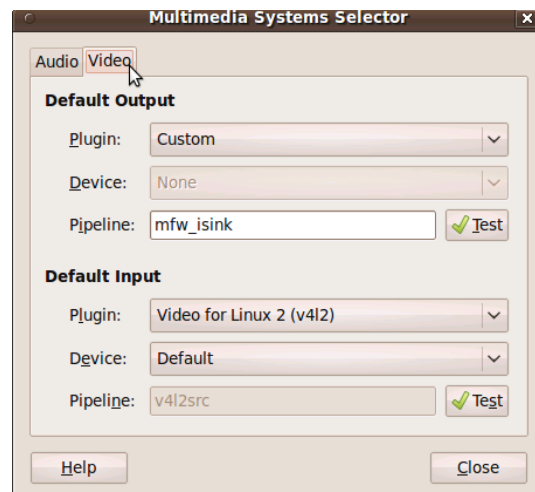 Multimedia Systems Selector
Audio Video
Default Output
Plugin: Custom
Device: None
Pipeline: mfw_isink Test
Default Input
Plugin: Video for Linux 2 (v4l2)
Device: Default
Pipeline: v4l2src Test
Help Close